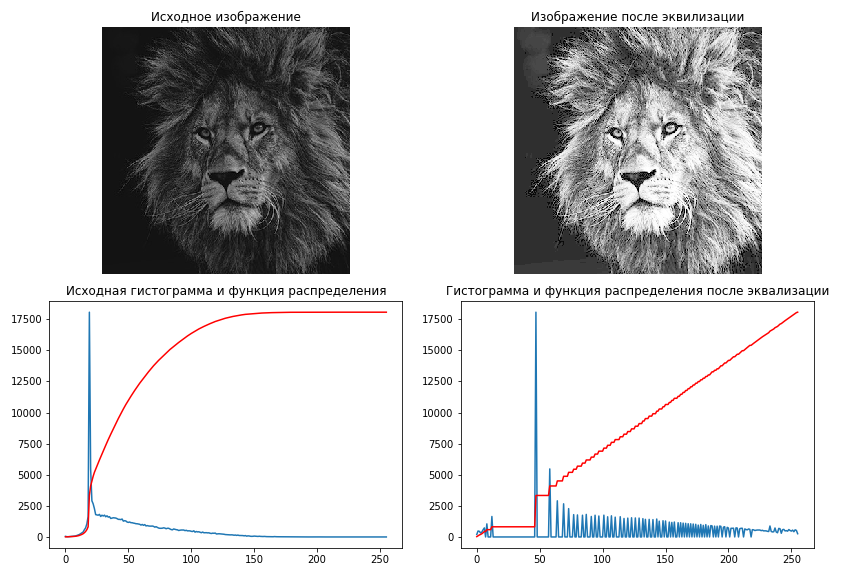 Исходное изображение
Изображение после эквилизации
Исходная гистограмма и функция распределения
17500
15000
12500
10000
7500
5000
2500
0
0 50 100 150 200 250
Гистограмма и функция распределения после эквализации
17500
15000
12500
10000
7500
5000
2500
0
0 50 100 150 200 250